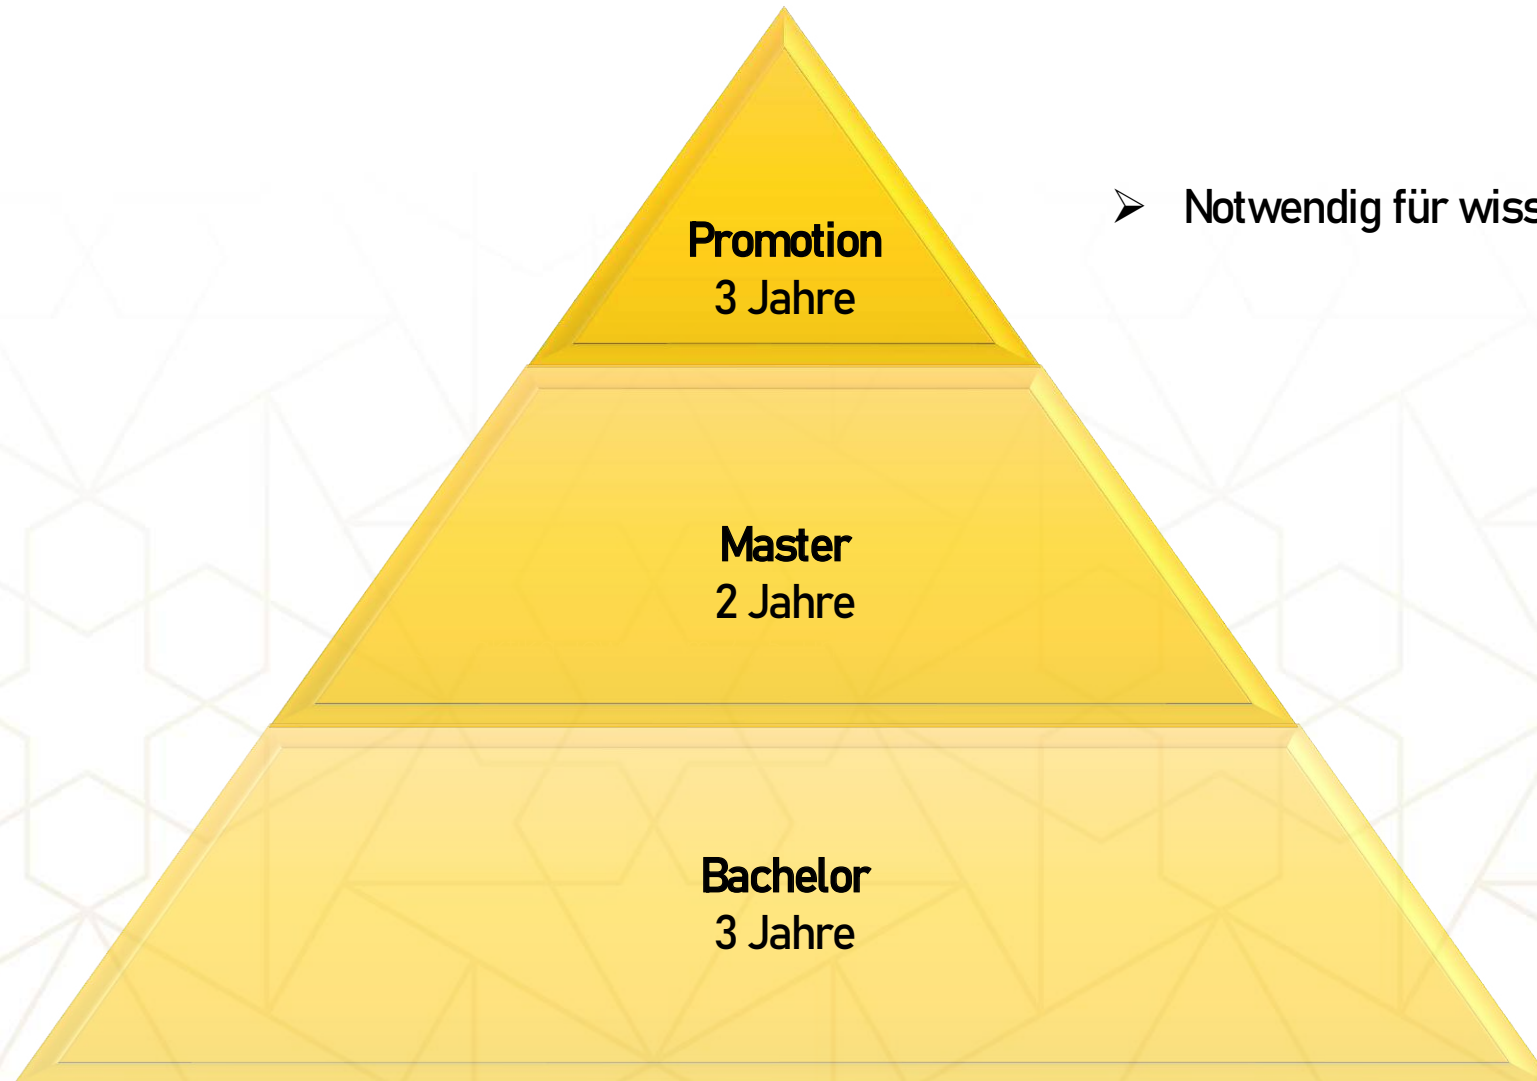 Promotion
3 Jahre
Notwendig für
Master
2 Jahre
Bachelor
3 Jahre